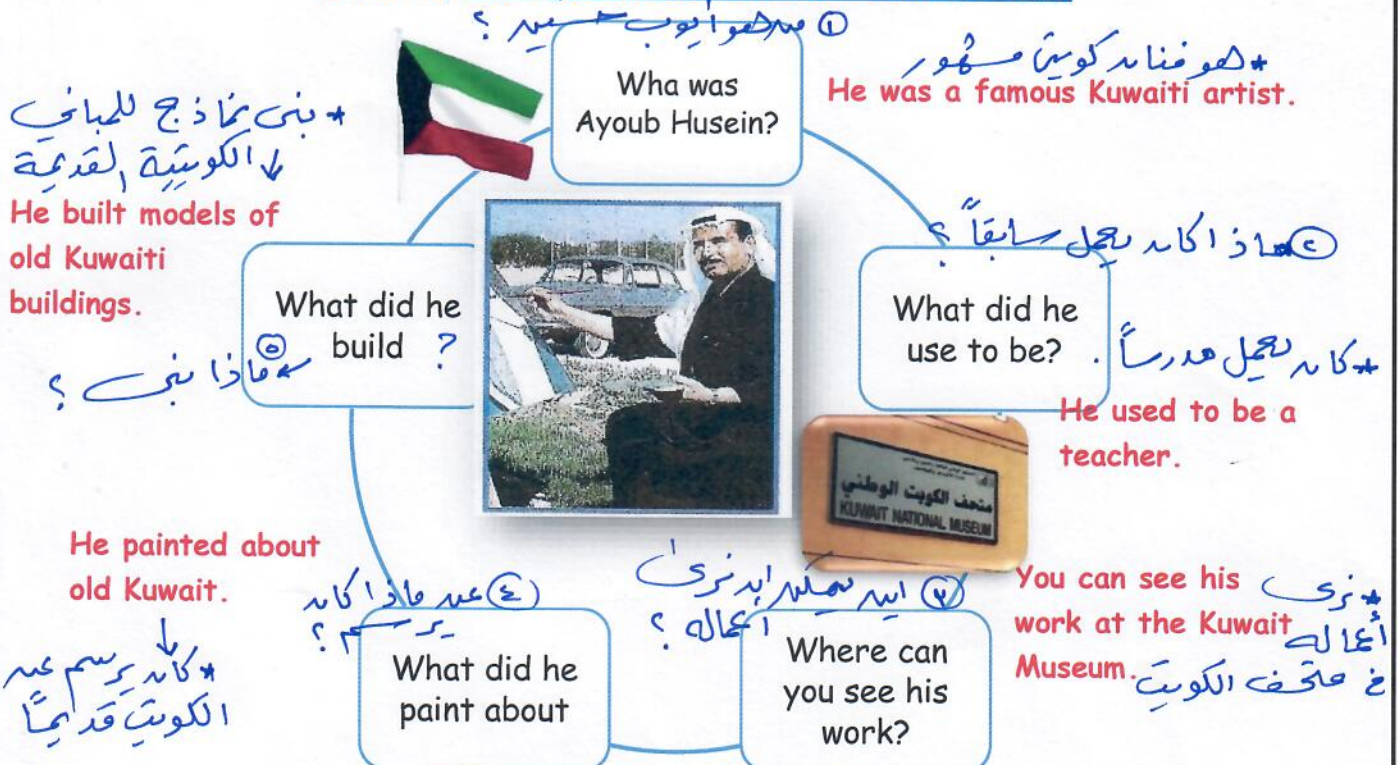 ① من هو أيوب حسين ؟
Wha was
Ayoub Husein?
* هو فنان كويتي مشهور
He was a famous Kuwaiti artist.
② ماذا كان يعمل سابقاً ؟
What did he
use to be?
* كان يعمل مدرساً .
He used to be a
teacher.
متحف الكويت الوطني
KUWAIT NATIONAL MUSEUM
③ اين يمكن ان نرى
أعماله ؟
Where can
you see his
work?
You can see his
work at the Kuwait
Museum.
* نرى
أعماله
في متحف الكويت
④ عن ماذا كان
يرسم ؟
What did he
paint about
He painted about
old Kuwait.
* كان يرسم عن
الكويت قديماً
⑤ ماذا بنى ؟
What did he
build ?
* بنى نماذج للمباني
الكويتية القديمة
He built models of
old Kuwaiti
buildings.